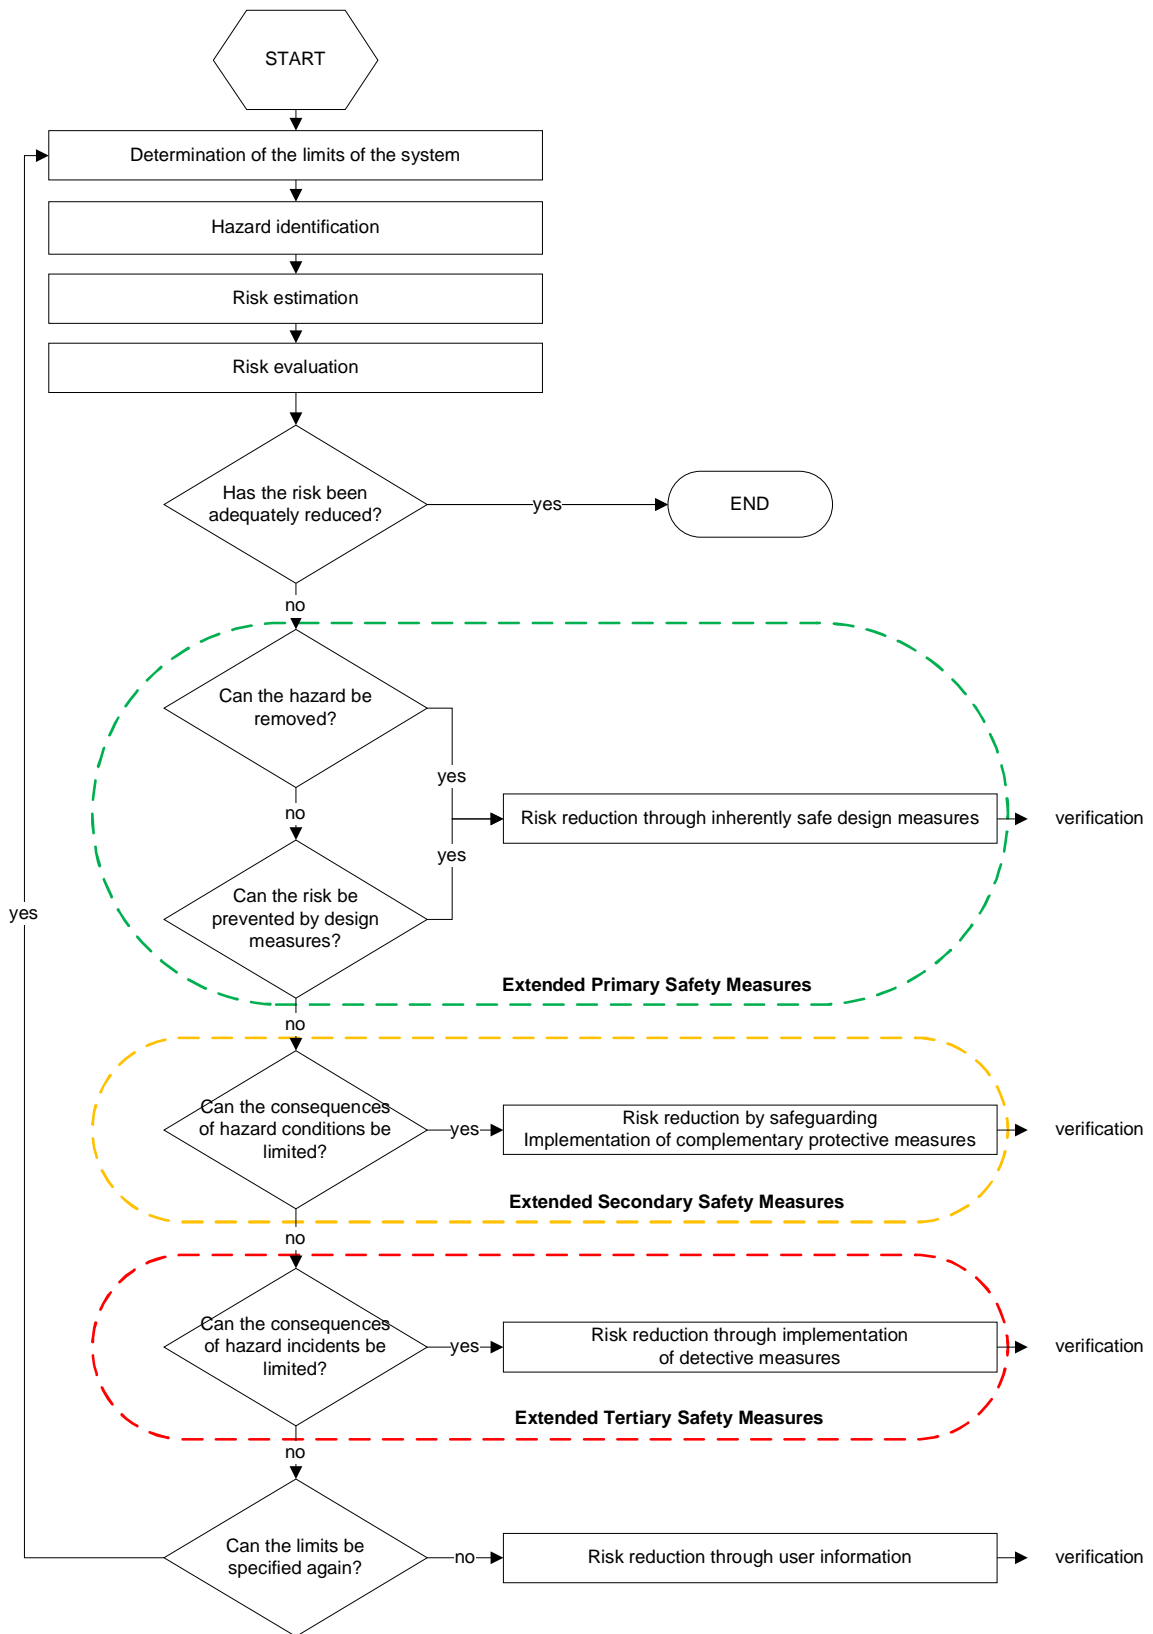 START
Determination of the limits of the system
Hazard identification
Risk estimation
Risk evaluation
Has the risk been
adequately reduced?
yes
END
no
Can the hazard be
removed?
yes
no
Risk reduction through inherently safe design measures
verification
yes
Can the risk be
prevented by design
measures?
yes
Extended Primary Safety Measures
no
Can the consequences
of hazard conditions be
limited?
yes
Risk reduction by safeguarding
Implementation of complementary protective measures
verification
Extended Secondary Safety Measures
no
Can the consequences
of hazard incidents be
limited?
yes
Risk reduction through implementation
of detective measures
verification
Extended Tertiary Safety Measures
no
Can the limits be
specified again?
no
Risk reduction through user information
verification